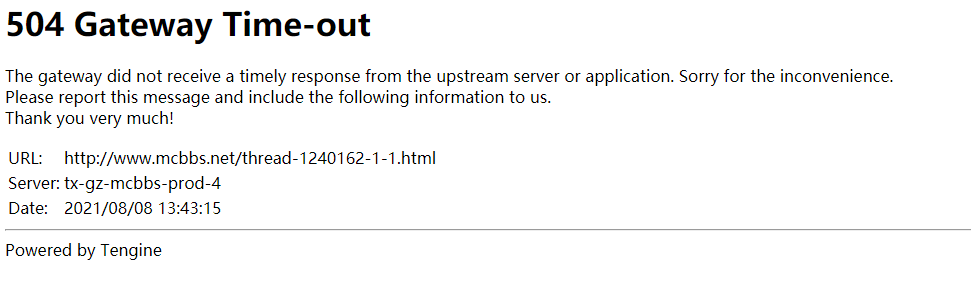 504 Gateway Time-out
The gateway did not receive a timely response from the upstream server or application. Sorry for the inconvenience.
Please report this message and include the following information to us.
Thank you very much!
URL: http://www.mcbbs.net/thread-1240162-1-1.html
Server: tx-gz-mcbbs-prod-4
Date: 2021/08/08 13:43:15
Powered by Tengine